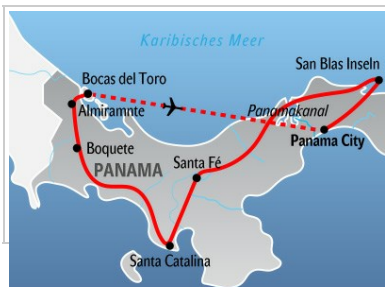 Karibisches Meer
Bocas del Toro
San Blas Inseln
Almiramnte
Panamakanal
Panama City
Boquete
PANAMA
Santa Fé
Santa Catalina